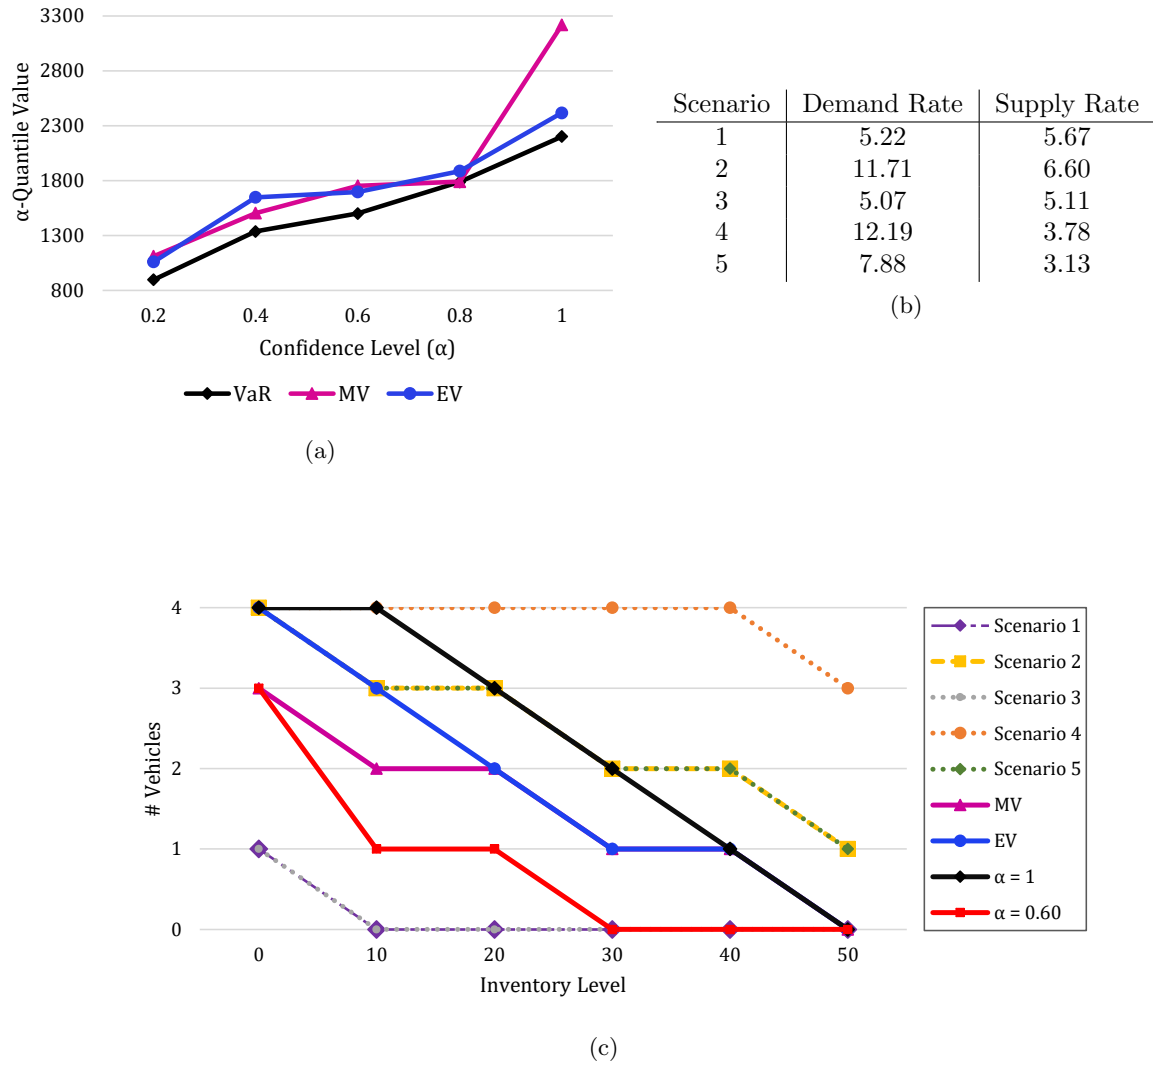 3300
2800
2300
1800
1300
800
α-Quantile Value
0.2 0.4 0.6 0.8 1
Confidence Level (α)
VaR MV EV
(a)
Scenario Demand Rate Supply Rate
1 5.22 5.67
2 11.71 6.60
3 5.07 5.11
4 12.19 3.78
5 7.88 3.13
(b)
4
3
2
1
0
# Vehicles
0 10 20 30 40 50
Inventory Level
Scenario 1
Scenario 2
Scenario 3
Scenario 4
Scenario 5
MV
EV
α = 1
α = 0.60
(c)